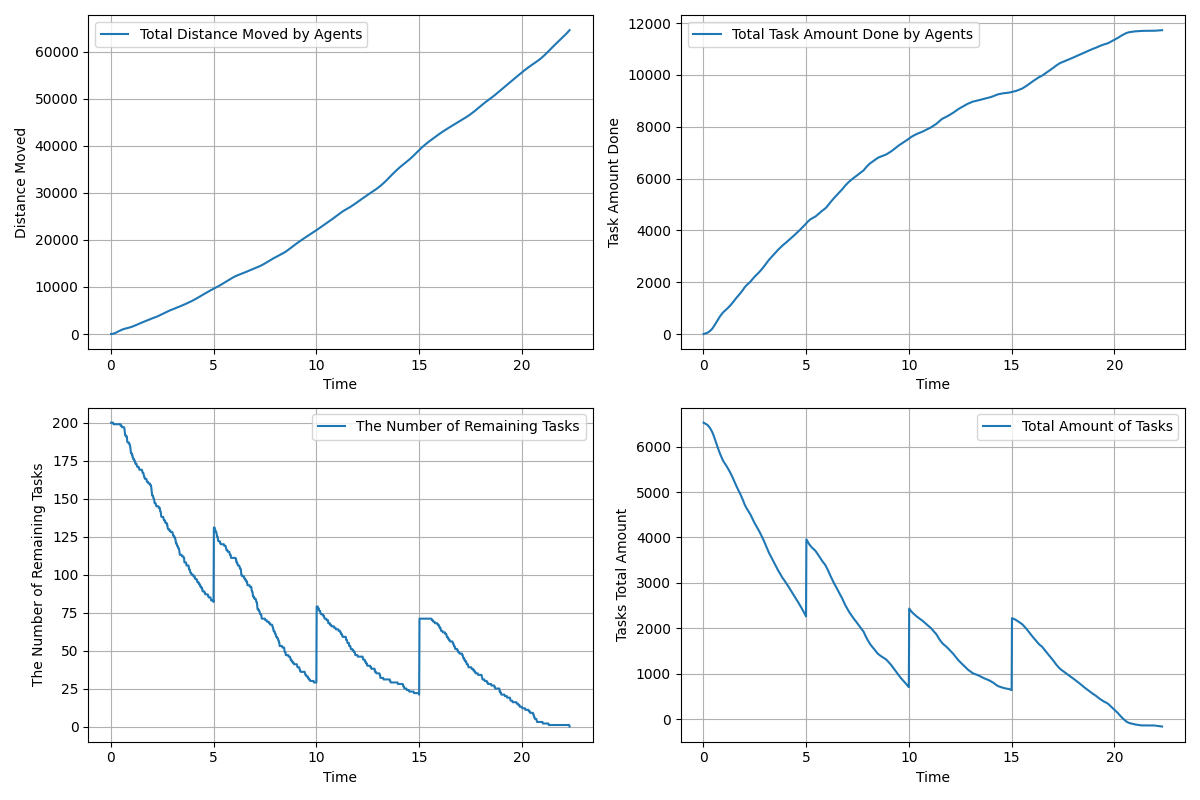 Total Distance Moved by Agents
60000
50000
40000
30000
20000
10000
0
Distance Moved
0 5 10 15 20
Time
Total Task Amount Done by Agents
12000
10000
8000
6000
4000
2000
0
Task Amount Done
0 5 10 15 20
Time
The Number of Remaining Tasks
200
175
150
125
100
75
50
25
0
The Number of Remaining Tasks
0 5 10 15 20
Time
Total Amount of Tasks
6000
5000
4000
3000
2000
1000
0
Tasks Total Amount
0 5 10 15 20
Time